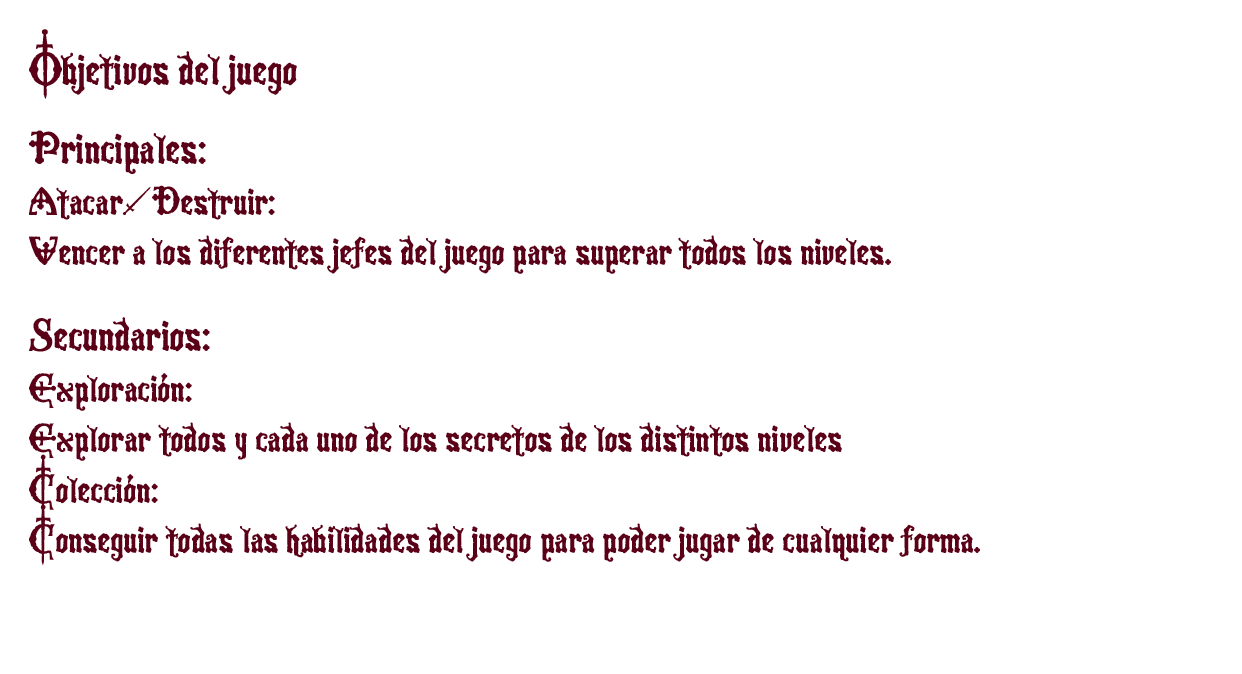 Objetivos del juego
Principales:
Atacar/Destruir:
Vencer a los diferentes jefes del juego para superar todos los niveles.
Secundarios:
Exploración:
Explorar todos y cada uno de los secretos de los distintos niveles
Colección:
Conseguir todas las habilidades del juego para poder jugar de cualquier forma.